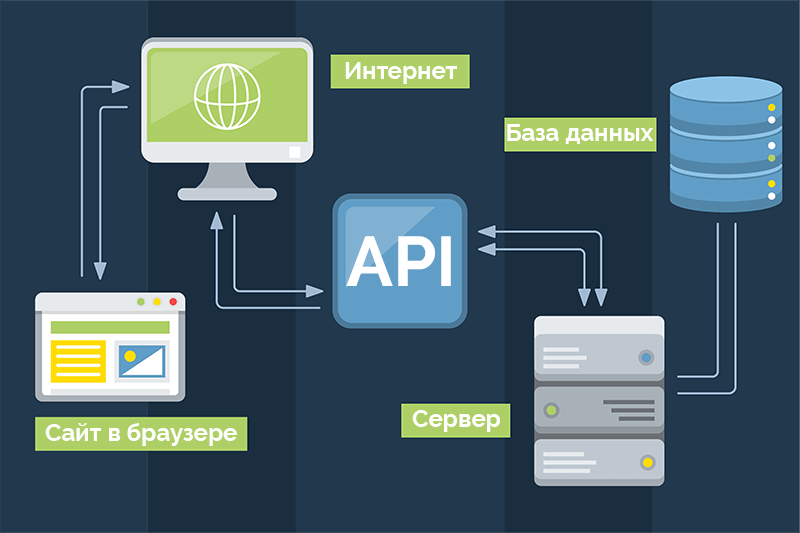 Интернет
База данных
API
Сайт в браузере
Сервер